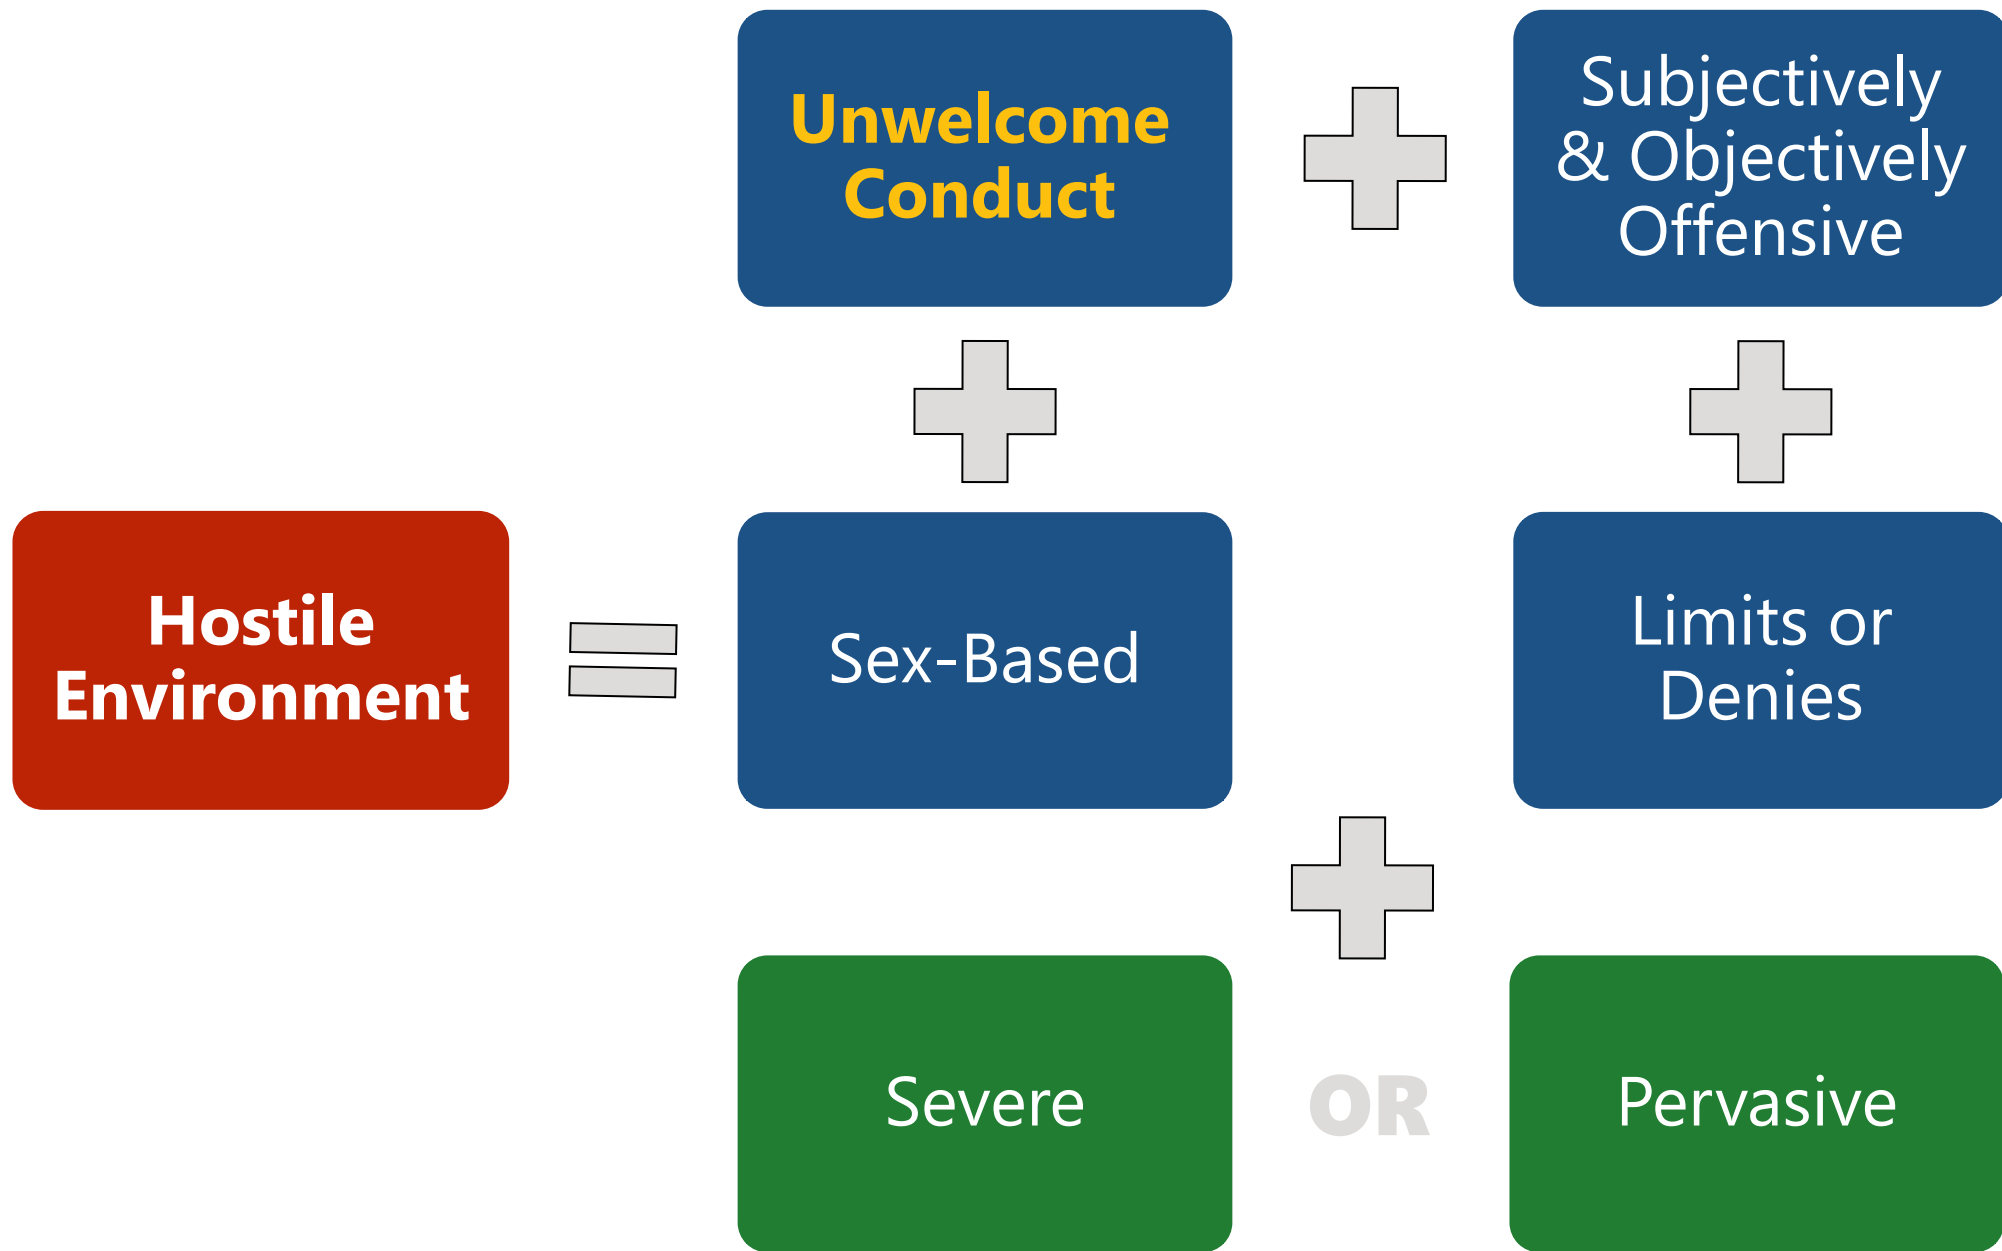 Unwelcome
Conduct
Subjectively
& Objectively
Offensive
Hostile
Environment
Sex-Based
Limits or
Denies
Severe
OR
Pervasive